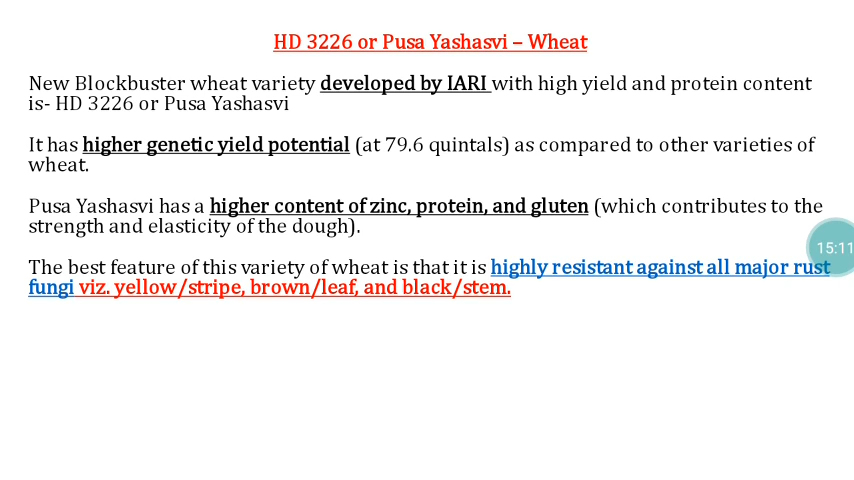 HD 3226 or Pusa Yashasvi – Wheat
New Blockbuster wheat variety developed by IARI with high yield and protein content
is- HD 3226 or Pusa Yashasvi
It has higher genetic yield potential (at 79.6 quintals) as compared to other varieties of
wheat.
Pusa Yashasvi has a higher content of zinc, protein, and gluten (which contributes to the
strength and elasticity of the dough).
15:11
The best feature of this variety of wheat is that it is highly resistant against all major rust
fungi viz. yellow/stripe, brown/leaf, and black/stem.